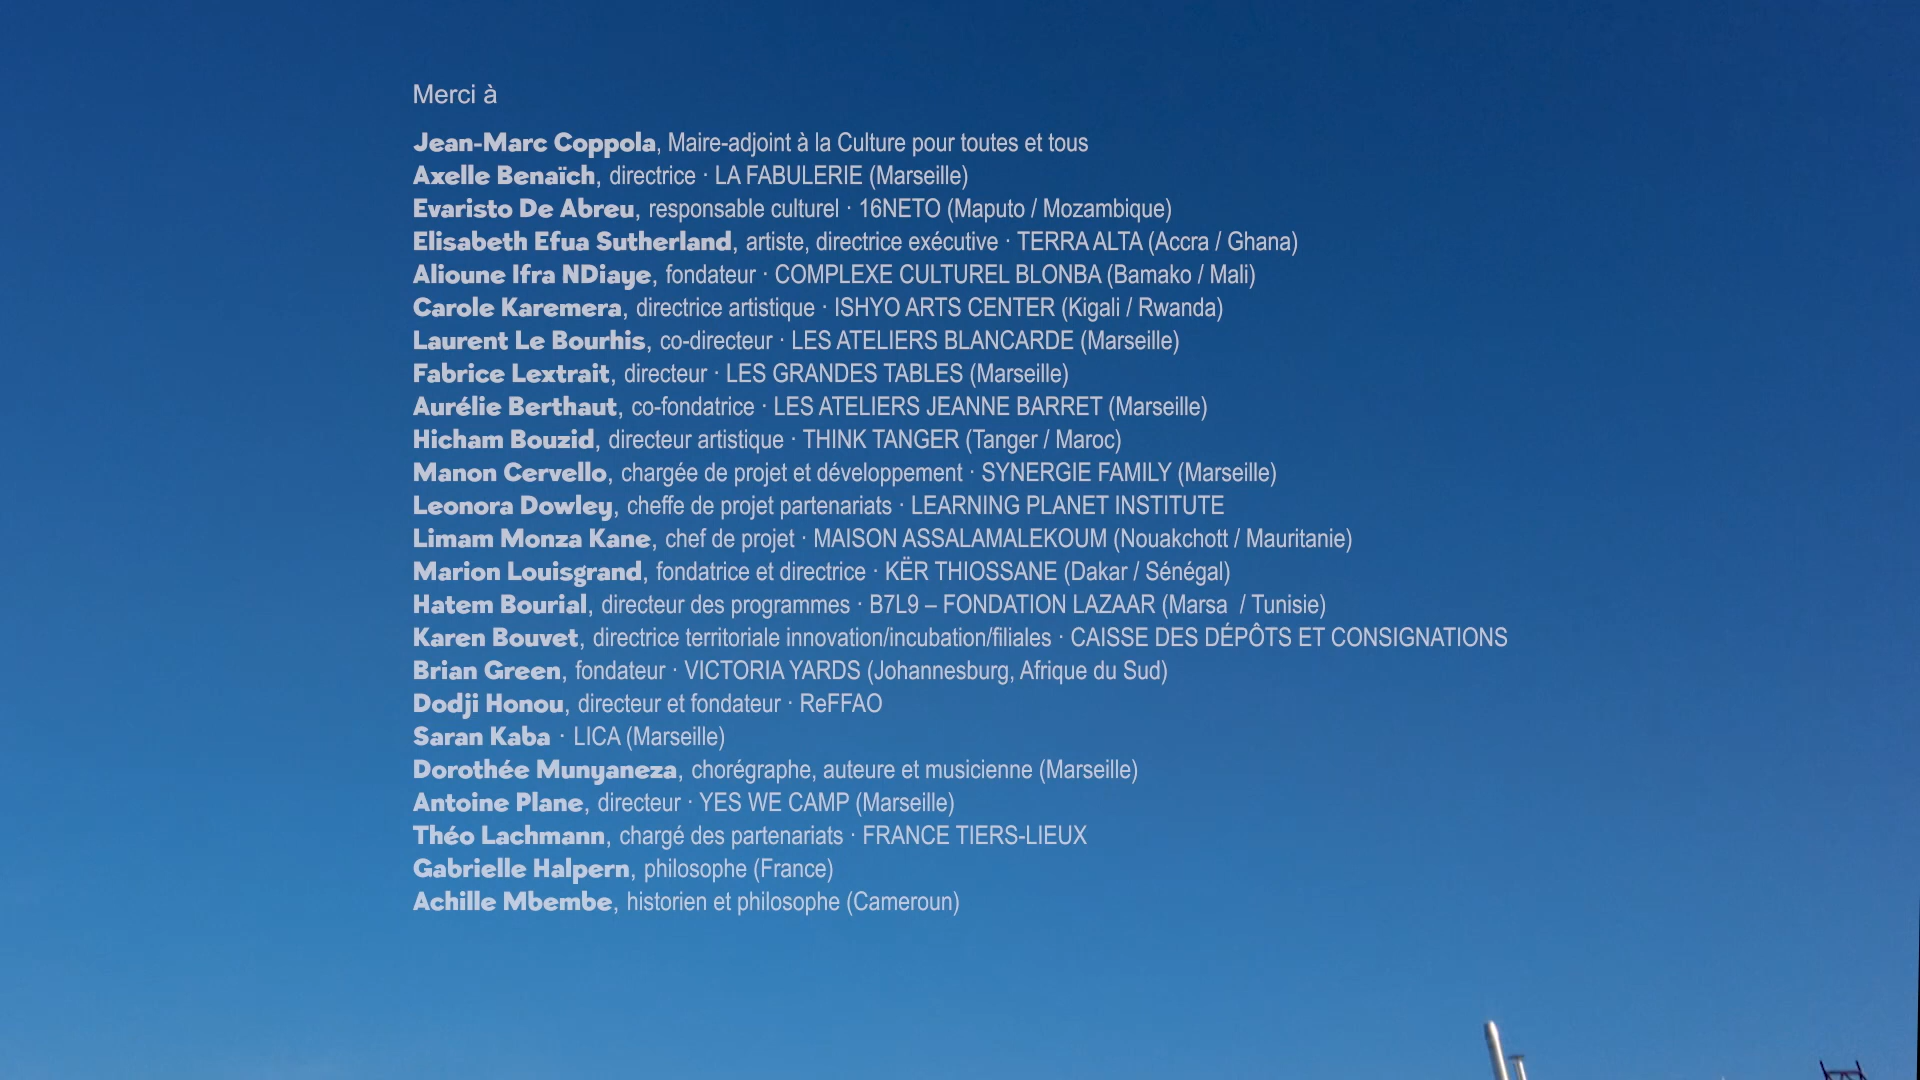 Merci à
Jean-Marc Coppola, Maire-adjoint à la Culture pour toutes et tous
Axelle Benaïch, directrice · LA FABULERIE (Marseille)
Evaristo De Abreu, responsable culturel · 16NETO (Maputo / Mozambique)
Elisabeth Efua Sutherland, artiste, directrice exécutive · TERRA ALTA (Accra / Ghana)
Alioune Ifra NDiaye, fondateur · COMPLEXE CULTUREL BLONBA (Bamako / Mali)
Carole Karemera, directrice artistique · ISHYO ARTS CENTER (Kigali / Rwanda)
Laurent Le Bourhis, co-directeur · LES ATELIERS BLANCARDE (Marseille)
Fabrice Lextrait, directeur · LES GRANDES TABLES (Marseille)
Aurélie Berthaut, co-fondatrice · LES ATELIERS JEANNE BARRET (Marseille)
Hicham Bouzid, directeur artistique · THINK TANGER (Tanger / Maroc)
Manon Cervello, chargée de projet et développement · SYNERGIE FAMILY (Marseille)
Leonora Dowley, cheffe de projet partenariats · LEARNING PLANET INSTITUTE
Limam Monza Kane, chef de projet · MAISON ASSALAMALEKOUM (Nouakchott / Mauritanie)
Marion Louisgrand, fondatrice et directrice · KËR THIOSSANE (Dakar / Sénégal)
Hatem Bourial, directeur des programmes · B7L9 – FONDATION LAZAAR (Marsa / Tunisie)
Karen Bouvet, directrice territoriale innovation/incubation/filiales · CAISSE DES DÉPÔTS ET CONSIGNATIONS
Brian Green, fondateur · VICTORIA YARDS (Johannesburg, Afrique du Sud)
Dodji Honou, directeur et fondateur · ReFFAO
Saran Kaba · LICA (Marseille)
Dorothée Munyaneza, chorégraphe, auteure et musicienne (Marseille)
Antoine Plane, directeur · YES WE CAMP (Marseille)
Théo Lachmann, chargé des partenariats · FRANCE TIERS-LIEUX
Gabrielle Halpern, philosophe (France)
Achille Mbembe, historien et philosophe (Cameroun)